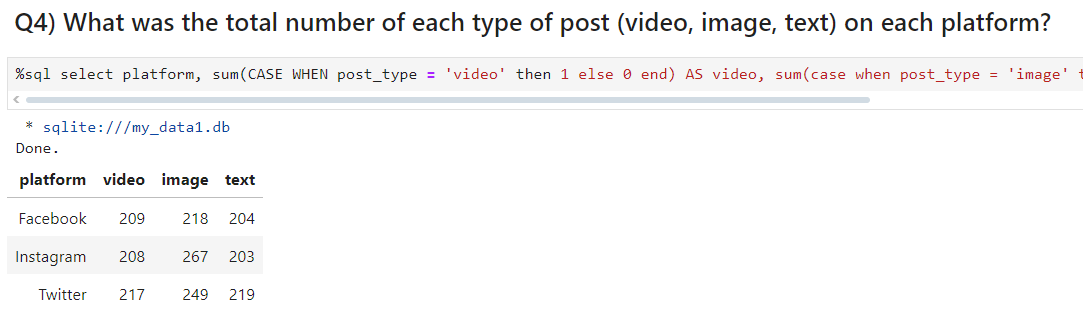 Q4) What was the total number of each type of post (video, image, text) on each platform?
%sql select platform, sum(CASE WHEN post_type = 'video' then 1 else 0 end) AS video, sum(case when post_type = 'image'
* sqlite:///my_data1.db
Done.
platform video image text
Facebook 209 218 204
Instagram 208 267 203
Twitter 217 249 219